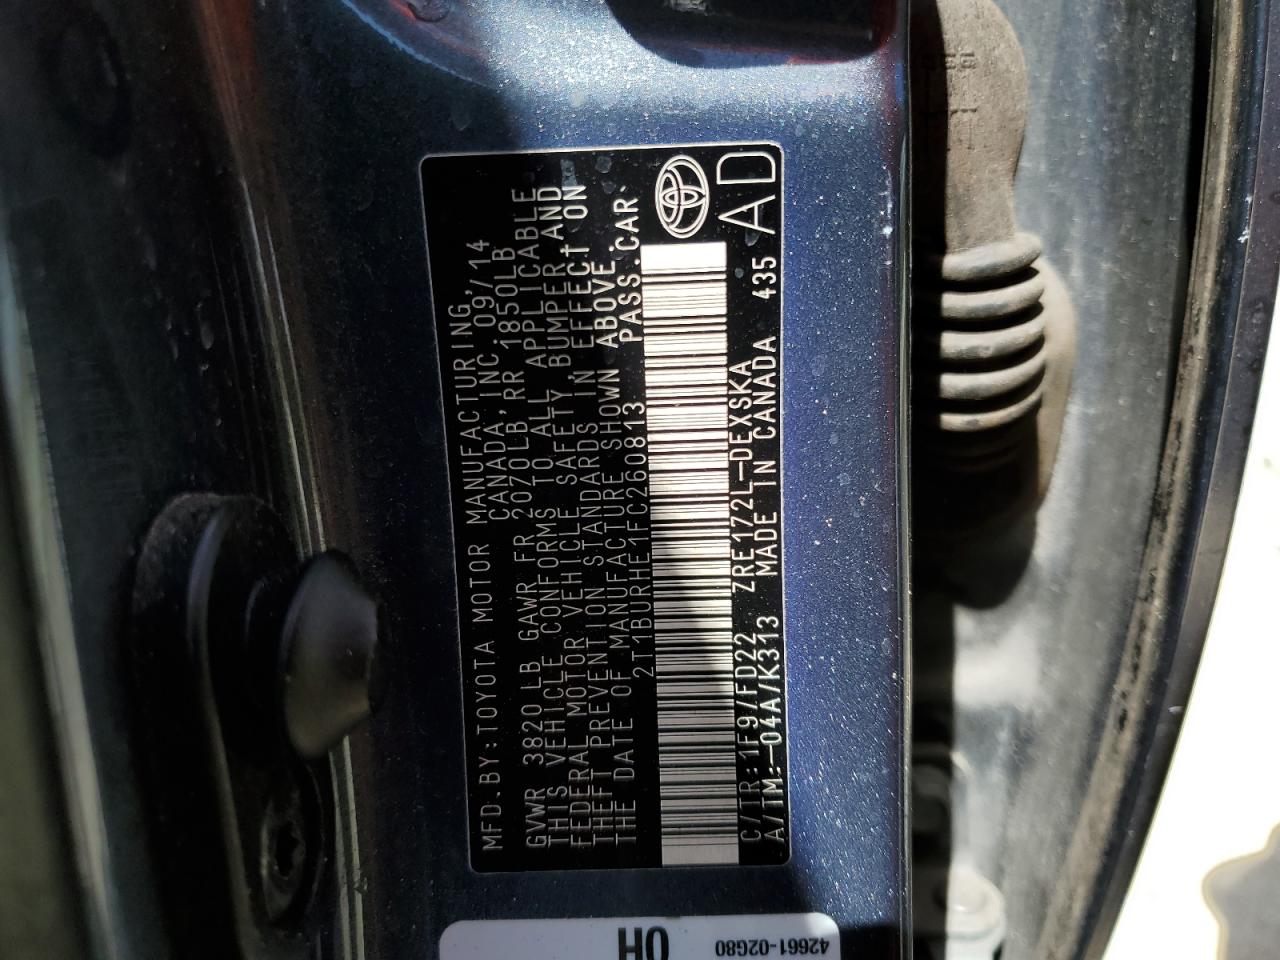 MFD.BY:TOYOTA MOTOR MANUFACTURING
CANADA,INC. 09/14
GVWR 3820 LB GAWR FR 2070LB,RR 1850LB
THIS VEHICLE CONFORMS TO ALL APPLICABLE
FEDERAL MOTOR VEHICLE SAFETY BUMPER AND
THEFT PREVENTION STANDARDS IN EFFECT ON
THE DATE OF MANUFACTURE SHOWN ABOVE.
2T1BURHE1FC260813 PASS.CAR
C/TR:1F9/FD22 ZRE172L-DEXSKA
A/TM:-04A/K313 MADE IN CANADA 435
AD
0H
42661-02G80